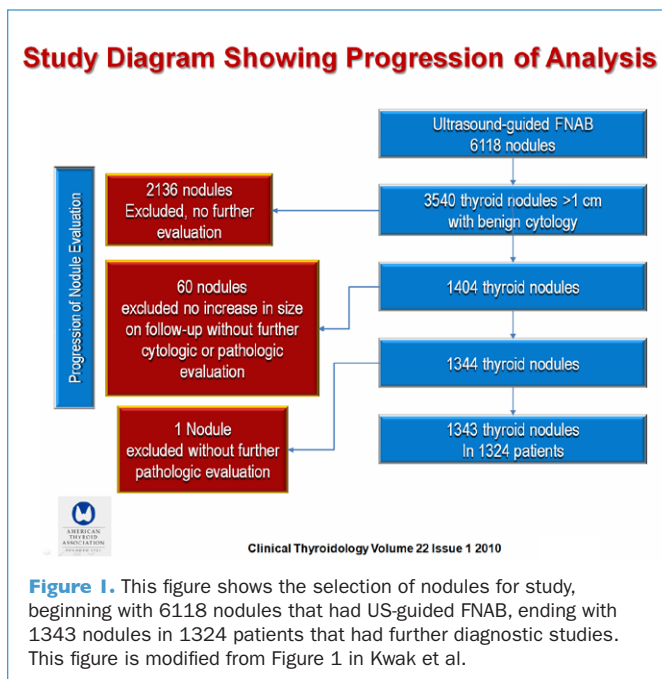 Study Diagram Showing Progression of Analysis
Ultrasound-guided FNAB
6118 nodules
Progression of Nodule Evaluation
2136 nodules
Excluded, no further
evaluation
3540 thyroid nodules >1 cm
with benign cytology
60 nodules
excluded no increase in size
on follow-up without further
cytologic or pathologic
evaluation
1404 thyroid nodules
1344 thyroid nodules
1 Nodule
excluded without further
pathologic evaluation
1343 thyroid nodules
In 1324 patients
AMERICAN
THYROID
ASSOCIATION
Clinical Thyroidology Volume 22 Issue 1 2010
Figure 1. This figure shows the selection of nodules for study,
beginning with 6118 nodules that had US-guided FNAB, ending with
1343 nodules in 1324 patients that had further diagnostic studies.
This figure is modified from Figure 1 in Kwak et al.